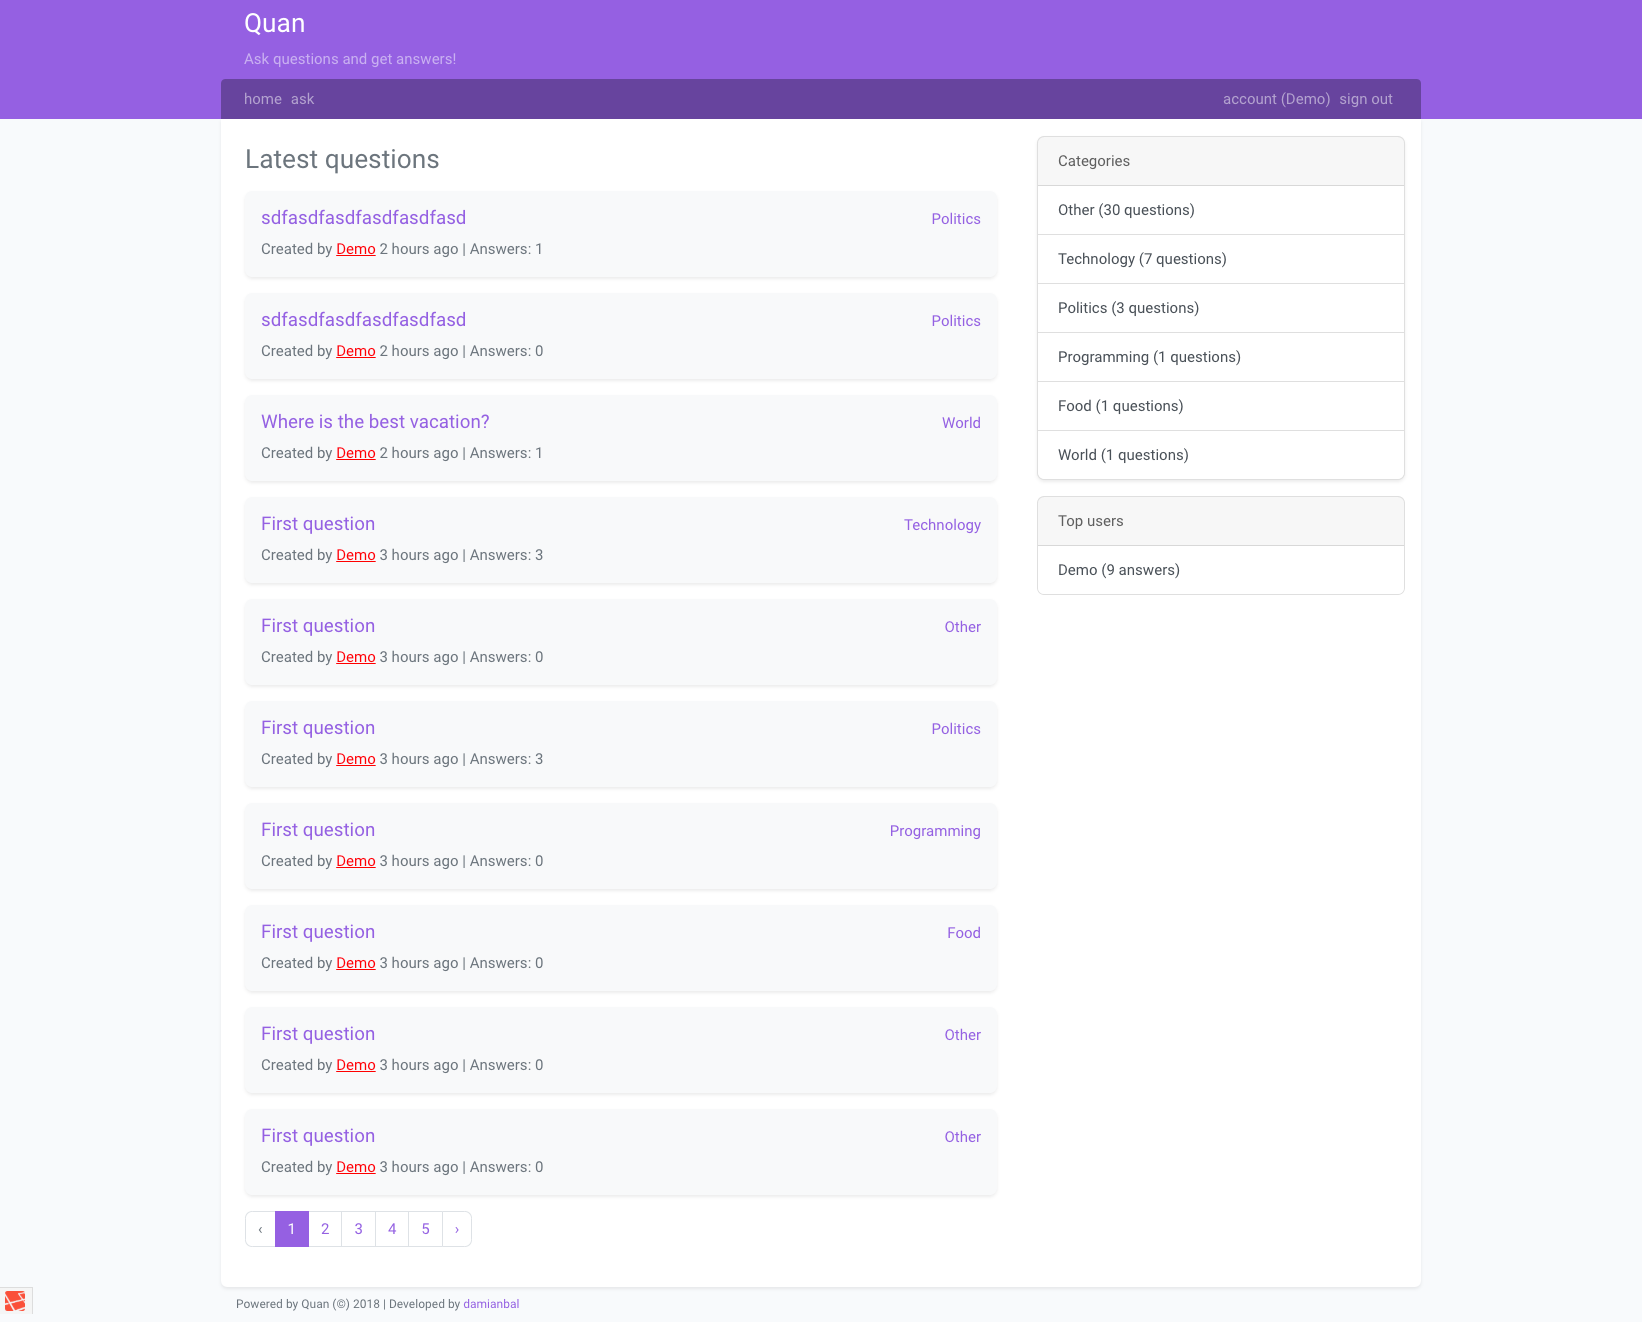 Quan
Ask questions and get answers!
home ask
account (Demo) sign out
Latest questions
sdfasdfasdfasdfasdfasd
Politics
Created by Demo 2 hours ago | Answers: 1
sdfasdfasdfasdfasdfasd
Politics
Created by Demo 2 hours ago | Answers: 0
Where is the best vacation?
World
Created by Demo 2 hours ago | Answers: 1
First question
Technology
Created by Demo 3 hours ago | Answers: 3
First question
Other
Created by Demo 3 hours ago | Answers: 0
First question
Politics
Created by Demo 3 hours ago | Answers: 3
First question
Programming
Created by Demo 3 hours ago | Answers: 0
First question
Food
Created by Demo 3 hours ago | Answers: 0
First question
Other
Created by Demo 3 hours ago | Answers: 0
First question
Other
Created by Demo 3 hours ago | Answers: 0
‹ 1 2 3 4 5 ›
Categories
Other (30 questions)
Technology (7 questions)
Politics (3 questions)
Programming (1 questions)
Food (1 questions)
World (1 questions)
Top users
Demo (9 answers)
Powered by Quan (©) 2018 | Developed by damianbal